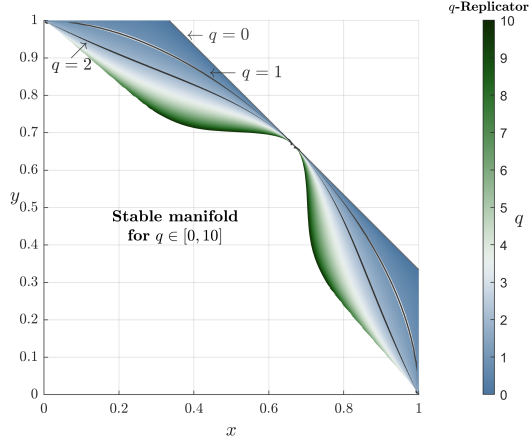 q-Replicator
1
0.9
0.8
0.7
0.6
0.5
0.4
0.3
0.2
0.1
0
y
q = 0
q = 1
q = 2
Stable manifold
for q ∈ [0, 10]
0 0.2 0.4 0.6 0.8 1
x
10
9
8
7
6
5
4
3
2
1
0
q